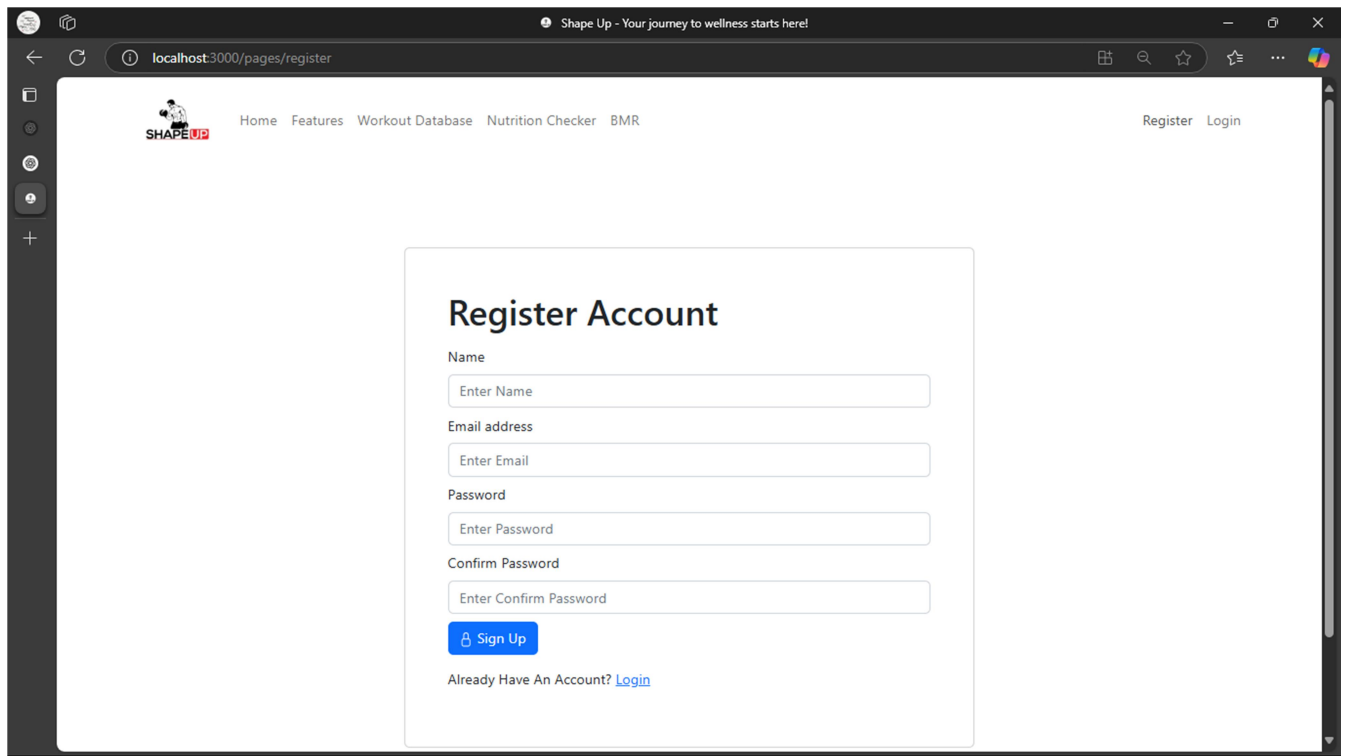 Shape Up - Your journey to wellness starts here!
localhost:3000/pages/register
SHAPEUP
Home Features Workout Database Nutrition Checker BMR
Register Login
Register Account
Name
Enter Name
Email address
Enter Email
Password
Enter Password
Confirm Password
Enter Confirm Password
Sign Up
Already Have An Account? Login